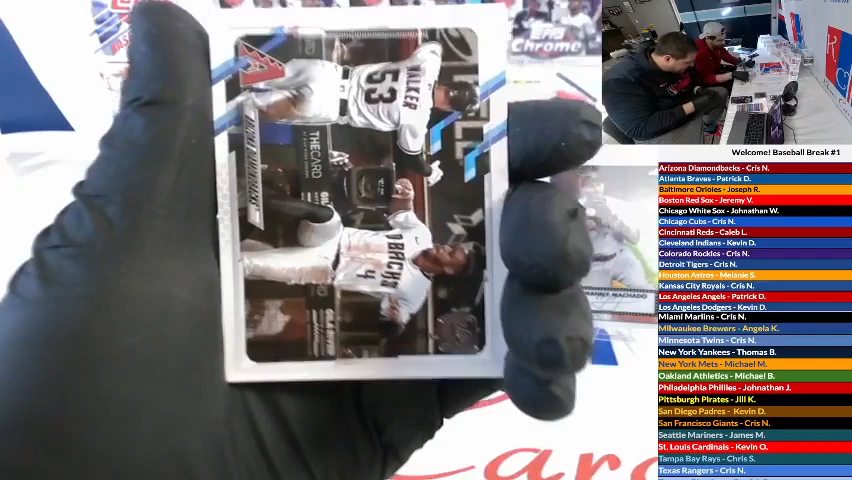 TOPPS
Chrome
WALKER
53
ARIZONA DIAMONDBACKS
THECARD
4
MANNY MACHADO
Card
Welcome! Baseball Break #1
Arizona Diamondbacks - Cris N.
Atlanta Braves - Patrick D.
Baltimore Orioles - Joseph R.
Boston Red Sox - Jeremy V.
Chicago White Sox - Johnathan W.
Chicago Cubs - Cris N.
Cincinnati Reds - Caleb L.
Cleveland Indians - Kevin D.
Colorado Rockies - Cris N.
Detroit Tigers - Cris N.
Houston Astros - Melanie S.
Kansas City Royals - Cris N.
Los Angeles Angels - Patrick D.
Los Angeles Dodgers - Kevin D.
Miami Marlins - Cris N.
Milwaukee Brewers - Angela K.
Minnesota Twins - Cris N.
New York Yankees - Thomas B.
New York Mets - Michael M.
Oakland Athletics - Michael B.
Philadelphia Phillies - Johnathan J.
Pittsburgh Pirates - Jill K.
San Diego Padres - Kevin D.
San Francisco Giants - Cris N.
Seattle Mariners - James M.
St. Louis Cardinals - Kevin O.
Tampa Bay Rays - Chris S.
Texas Rangers - Cris N.